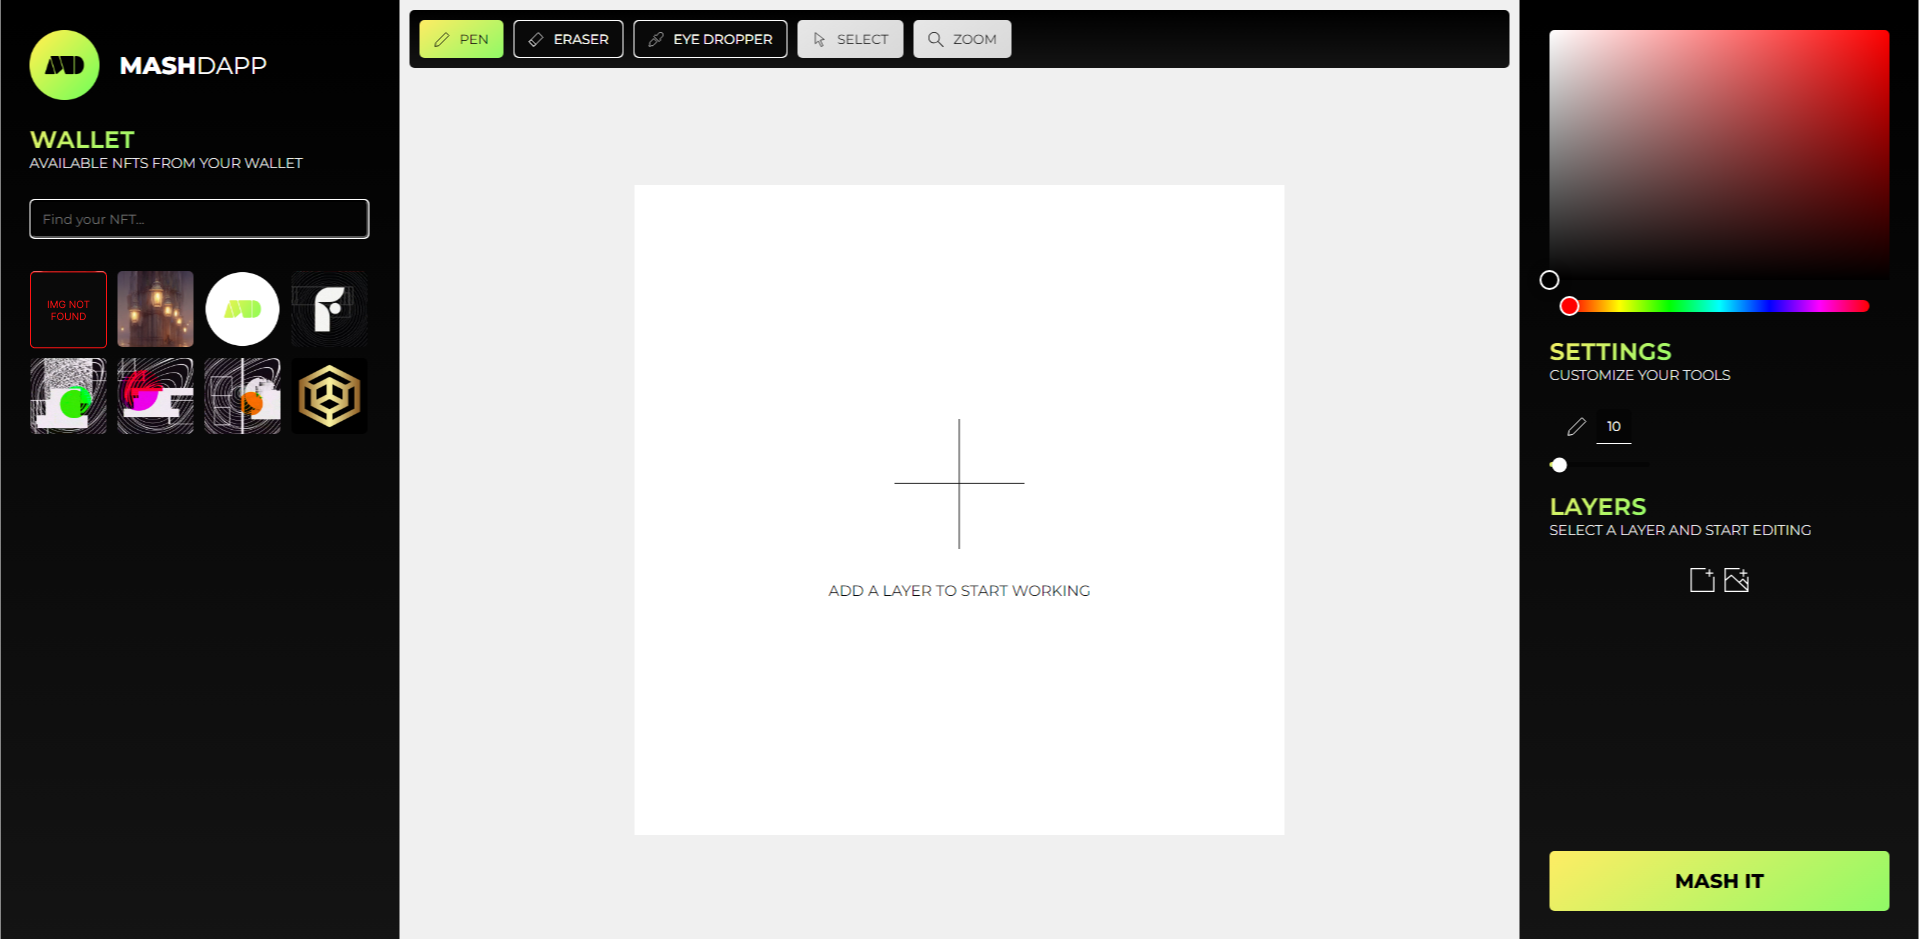 MASHDAPP
WALLET
AVAILABLE NFTS FROM YOUR WALLET
Find your NFT...
IMG NOT
FOUND
PEN
ERASER
EYE DROPPER
SELECT
ZOOM
ADD A LAYER TO START WORKING
SETTINGS
CUSTOMIZE YOUR TOOLS
10
LAYERS
SELECT A LAYER AND START EDITING
MASH IT